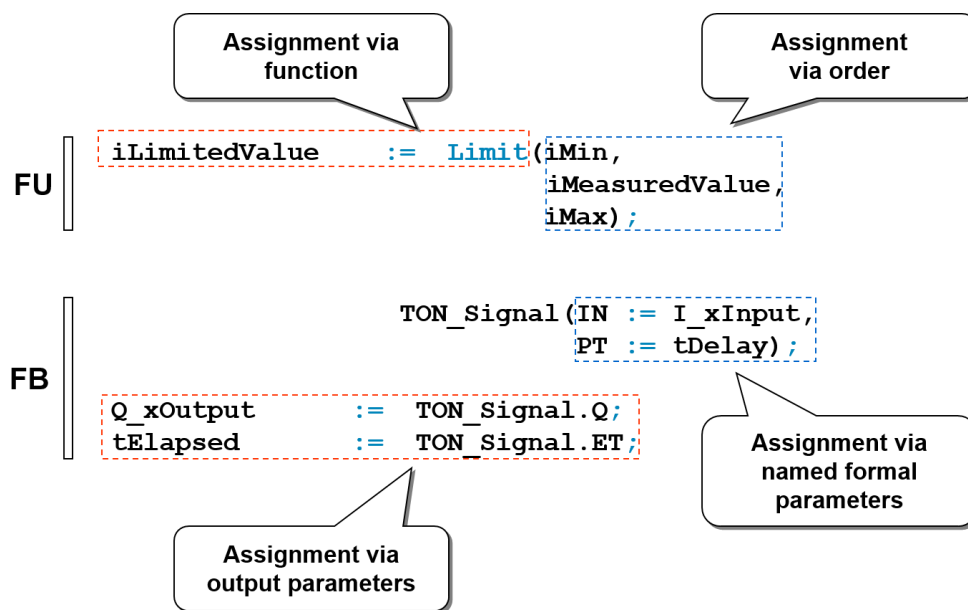 Assignment via
function
Assignment
via order
FU
iLimitedValue := Limit(iMin,
iMeasuredValue,
iMax);
FB
TON_Signal(IN := I_xInput,
PT := tDelay);
Q_xOutput := TON_Signal.Q;
tElapsed := TON_Signal.ET;
Assignment via
named formal
parameters
Assignment via
output parameters